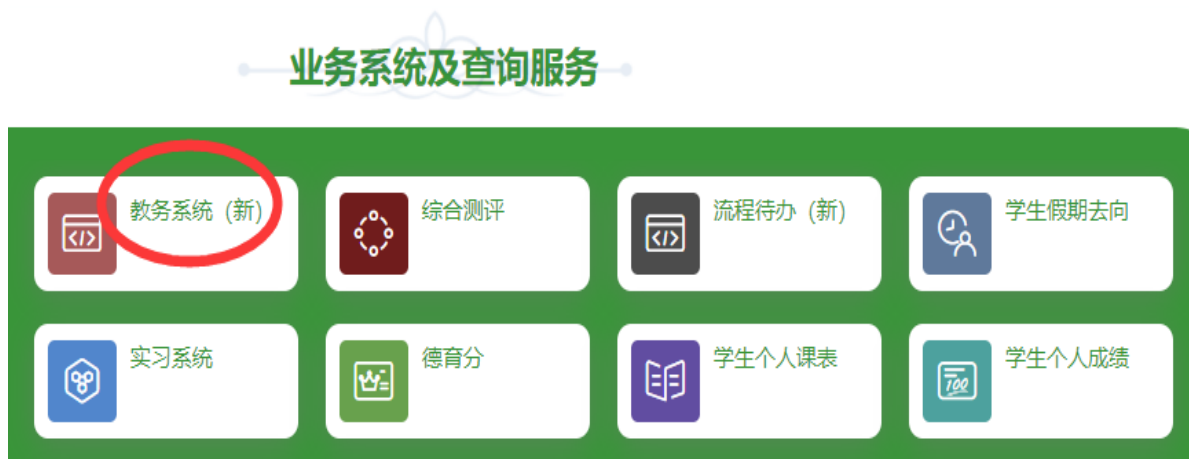 业务系统及查询服务
教务系统（新）
综合测评
流程待办（新）
学生假期去向
实习系统
德育分
学生个人课表
学生个人成绩
100